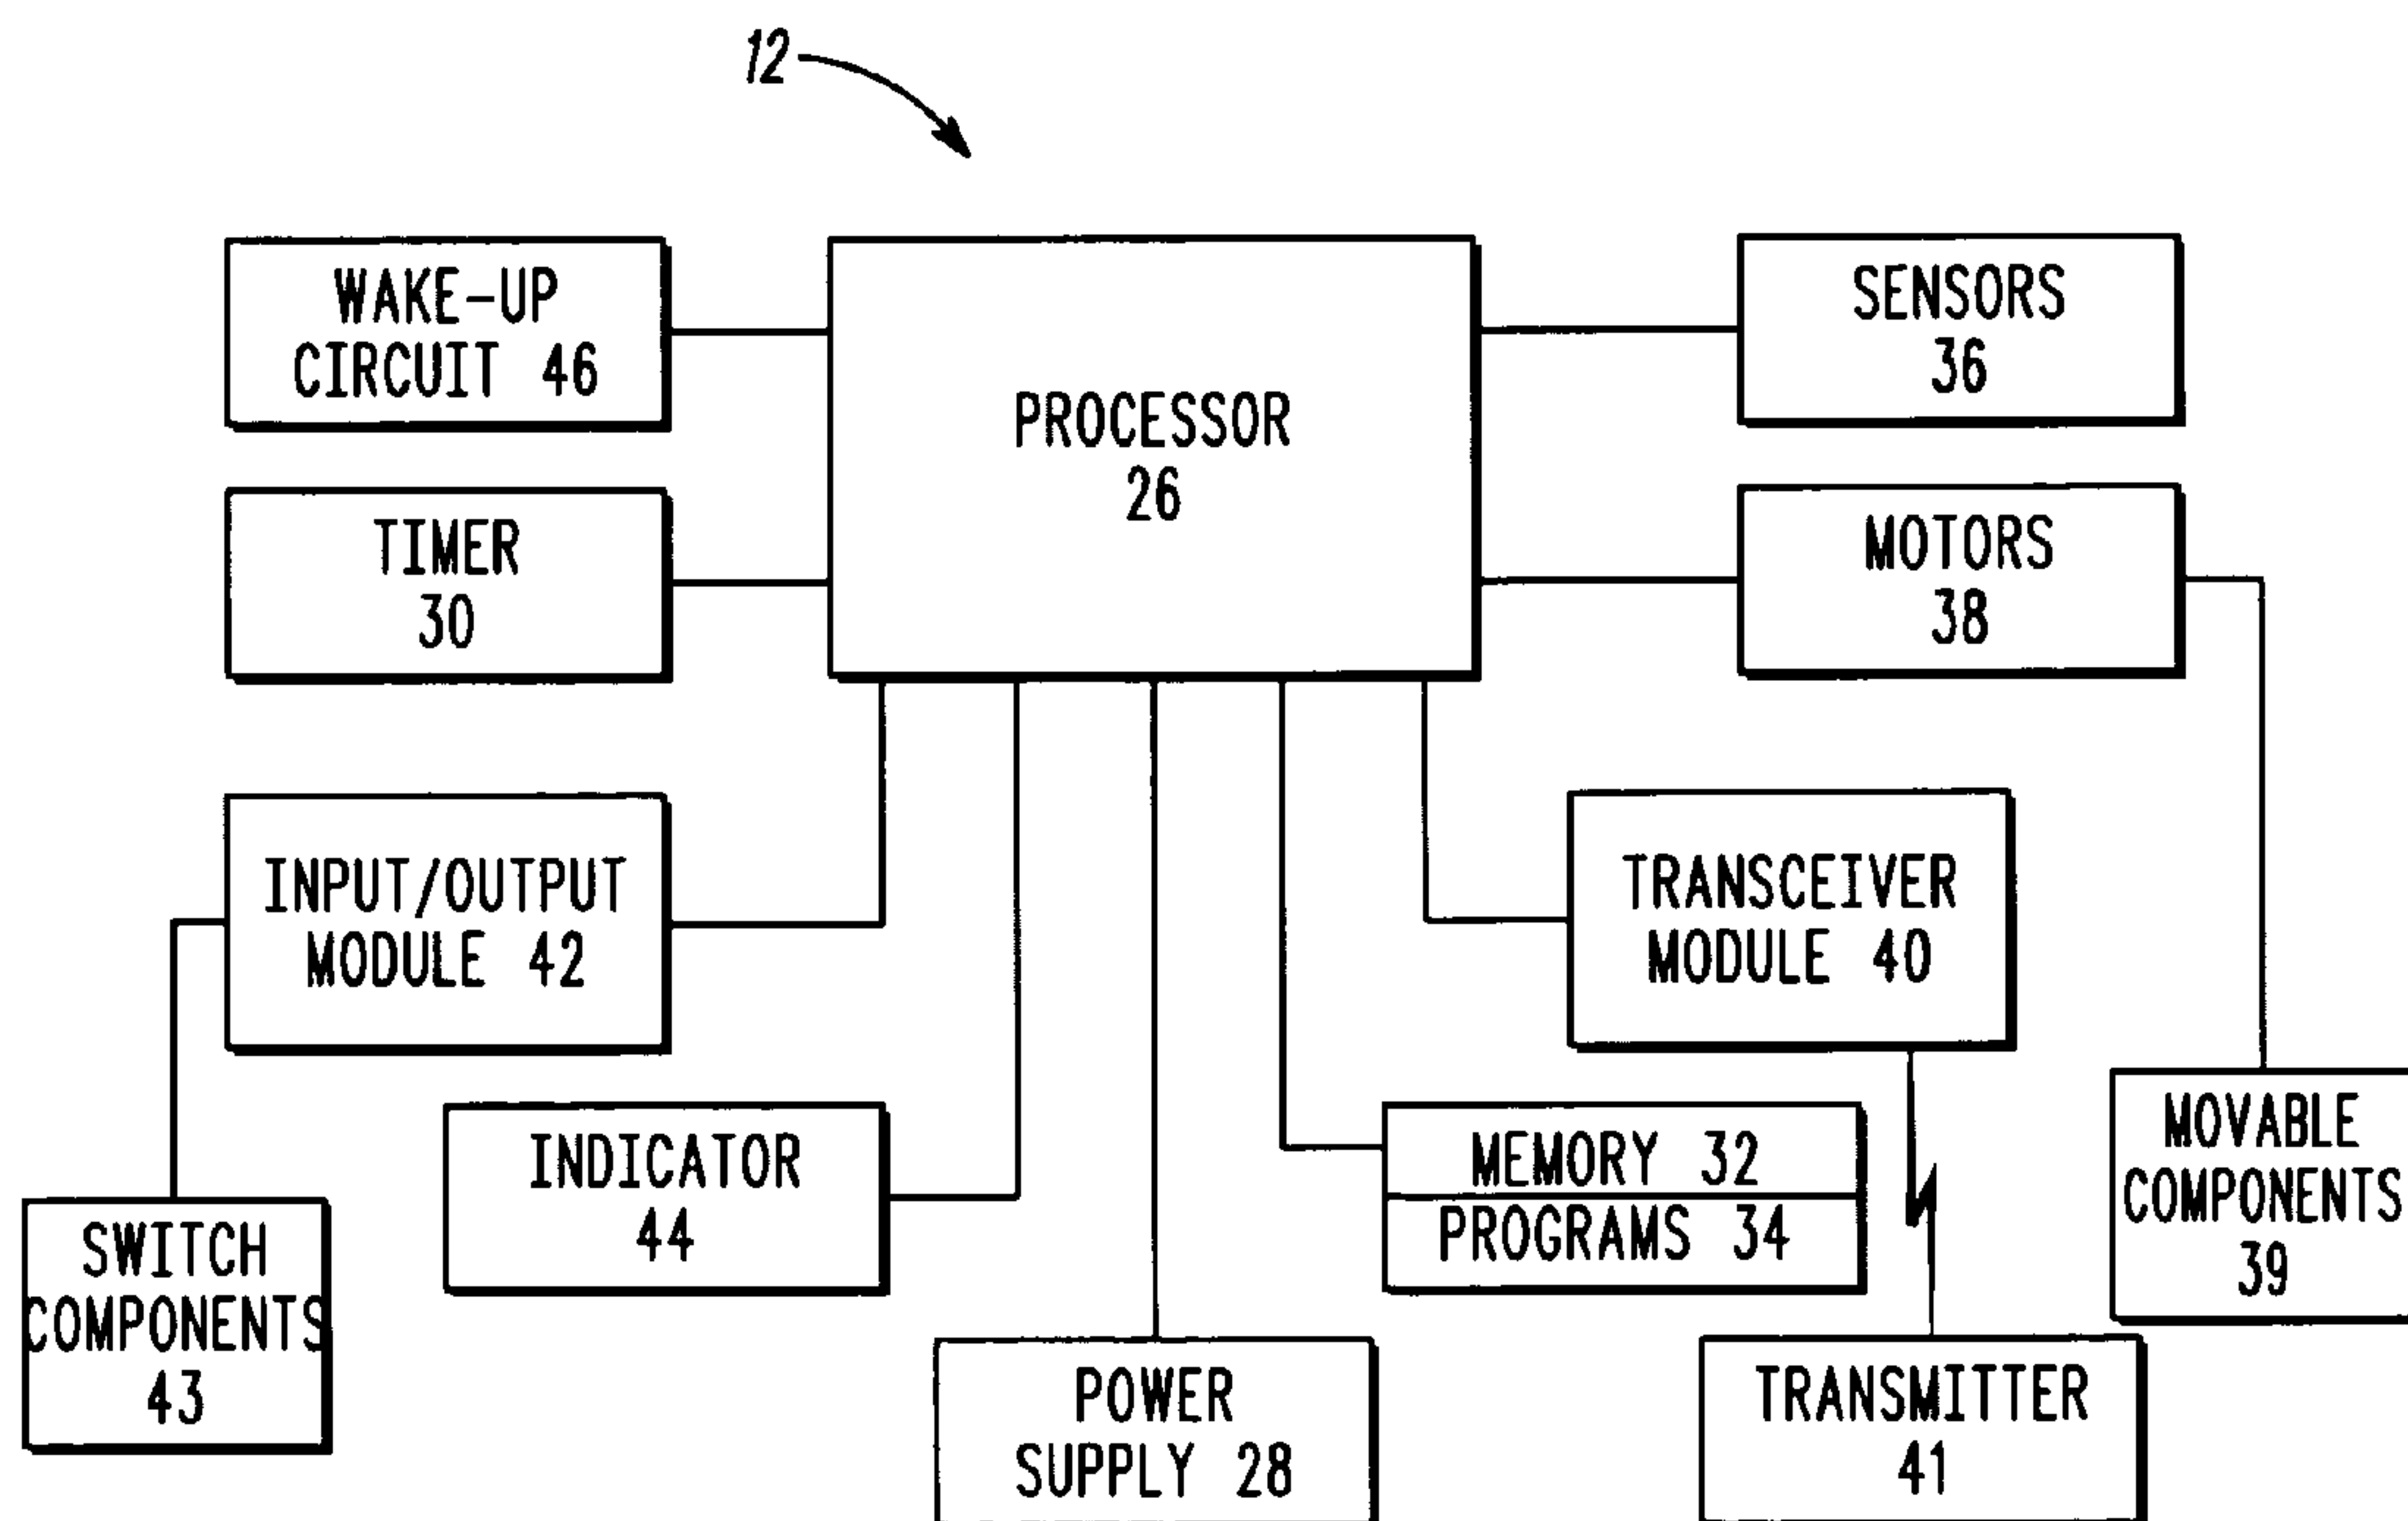 12
WAKE-UP
CIRCUIT 46
PROCESSOR
26
SENSORS
36
TIMER
30
MOTORS
38
INPUT/OUTPUT
MODULE 42
TRANSCEIVER
MODULE 40
INDICATOR
44
MEMORY 32
PROGRAMS 34
MOVABLE
COMPONENTS
39
SWITCH
COMPONENTS
43
POWER
SUPPLY 28
TRANSMITTER
41